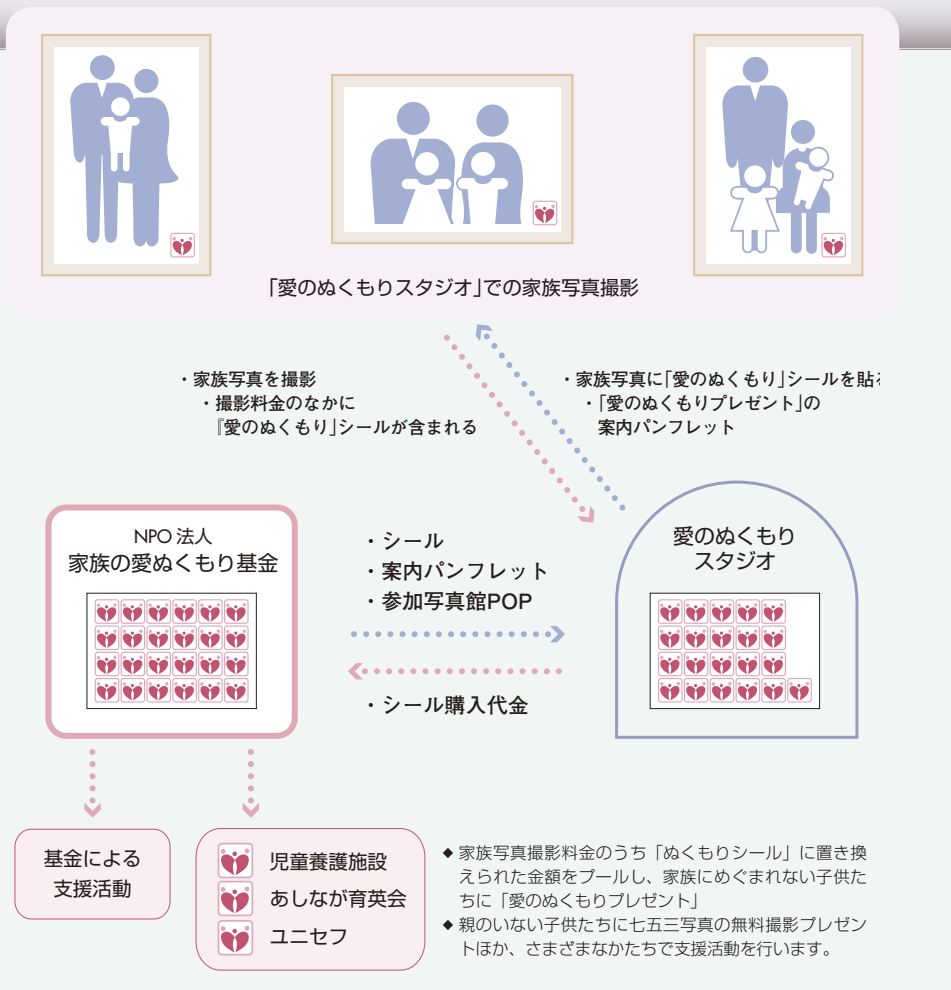 「愛のぬくもりスタジオ」での家族写真撮影
・家族写真を撮影
・撮影料金のなかに
『愛のぬくもり」シールが含まれる
・家族写真に「愛のぬくもり」シールを貼る
・「愛のぬくもりプレゼント」の
案内パンフレット
NPO 法人
家族の愛ぬくもり基金
・シール
・案内パンフレット
・参加写真館POP
・シール購入代金
愛のぬくもり
スタジオ
基金による
支援活動
児童養護施設
あしなが育英会
ユニセフ
◆ 家族写真撮影料金のうち「ぬくもりシール」に置き換
えられた金額をプールし、家族にめぐまれない子供た
ちに「愛のぬくもりプレゼント」
◆ 親のいない子供たちに七五三写真の無料撮影プレゼン
トほか、さまざまなかたちで支援活動を行います。